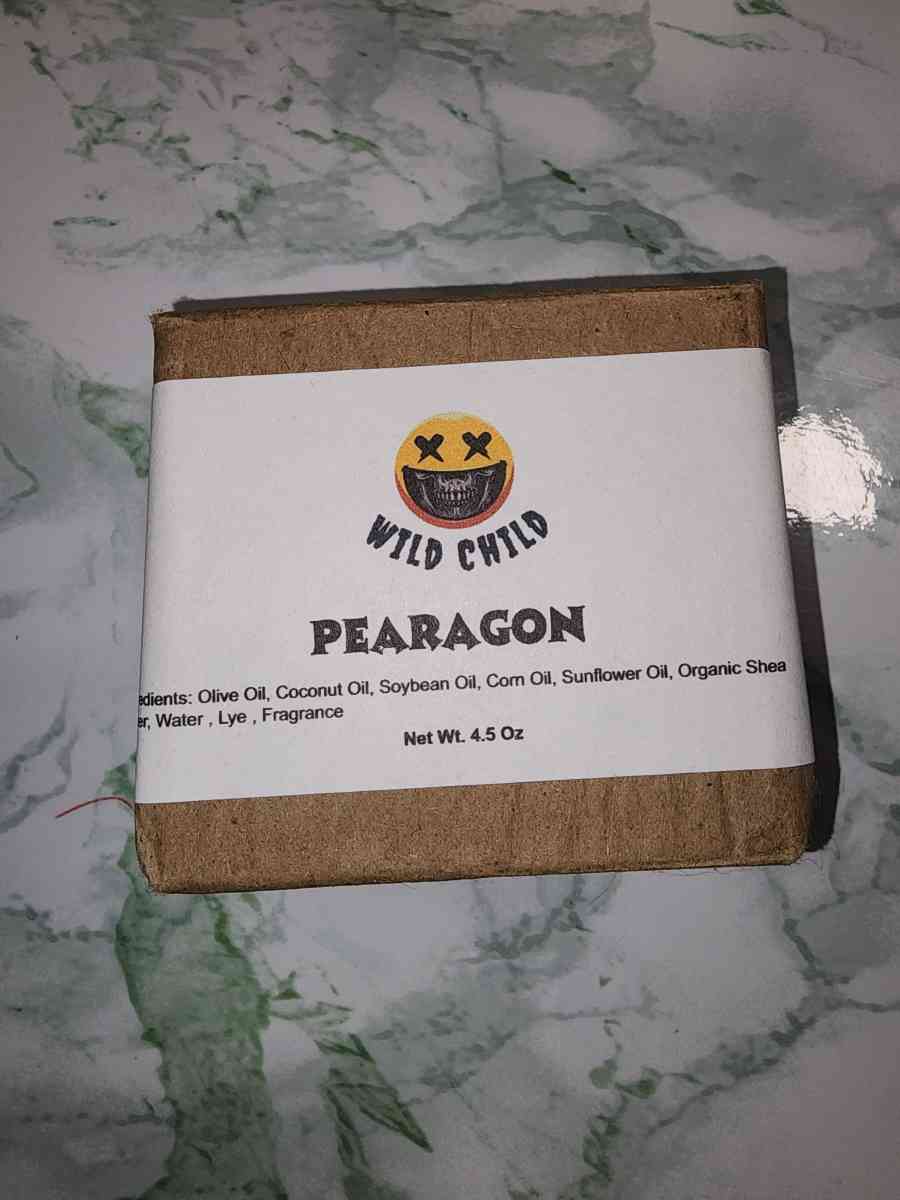 WILD CHILD
PEARAGON
edients: Olive Oil, Coconut Oil, Soybean Oil, Corn Oil, Sunflower Oil, Organic Shea
er, Water , Lye , Fragrance
Net Wt. 4.5 Oz